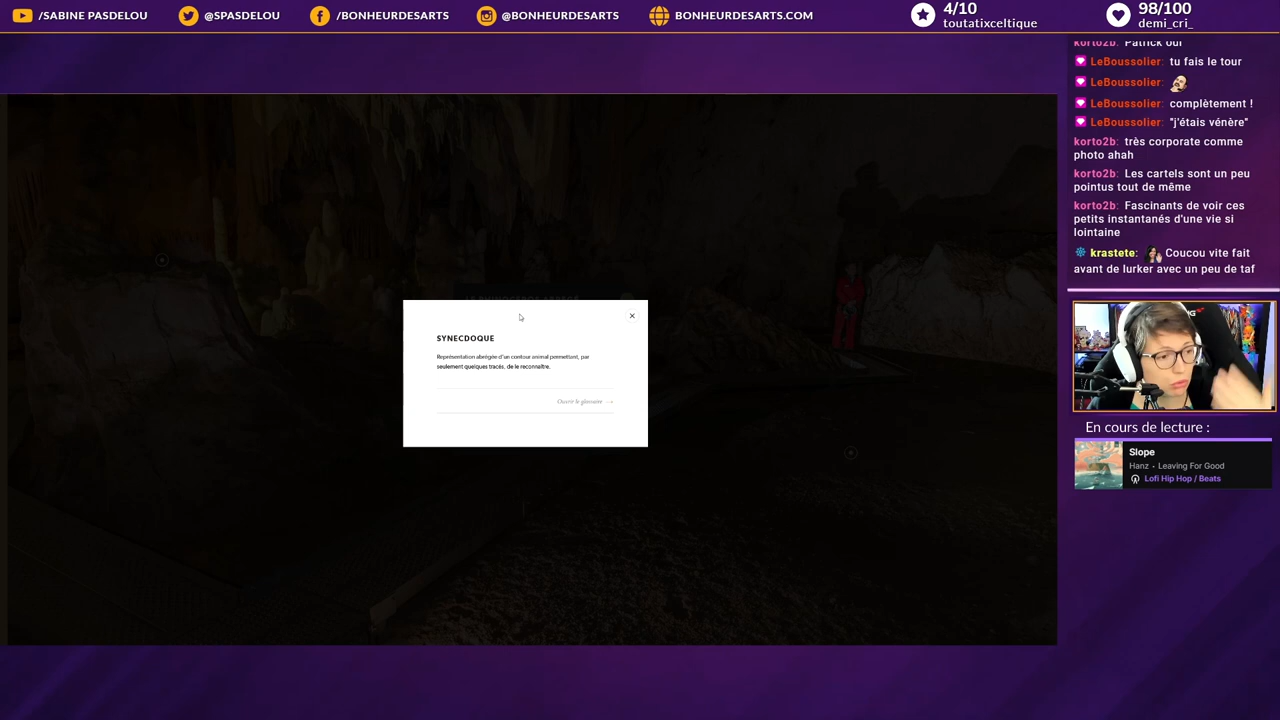 /SABINE PASDELOU
@SPASDELOU
/BONHEURDESARTS
@BONHEURDESARTS
BONHEURDESARTS.COM
4/10
toutatixceltique
98/100
demi_cri_
korto2b: Patrick oui
LeBoussolier: tu fais le tour
LeBoussolier:
LeBoussolier: complètement !
LeBoussolier: "j'étais vénère"
korto2b: très corporate comme
photo ahah
korto2b: Les cartels sont un peu
pointus tout de même
korto2b: Fascinants de voir ces
petits instantanés d'une vie si
lointaine
krastete: Coucou vite fait
avant de lurker avec un peu de taf
SYNECDOQUE
Représentation abrégée d'un contour animal permettant, par
seulement quelques tracés, de le reconnaître.
Ouvrir le glossaire →
En cours de lecture :
Slope
Hanz • Leaving For Good
Lofi Hip Hop / Beats